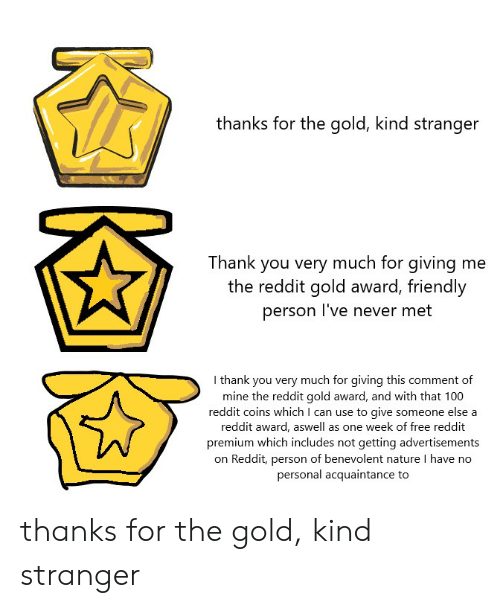 thanks for the gold, kind stranger
Thank you very much for giving me
the reddit gold award, friendly
person I've never met
I thank you very much for giving this comment of
mine the reddit gold award, and with that 100
reddit coins which I can use to give someone else a
reddit award, aswell as one week of free reddit
premium which includes not getting advertisements
on Reddit, person of benevolent nature I have no
personal acquaintance to
thanks for the gold, kind
stranger